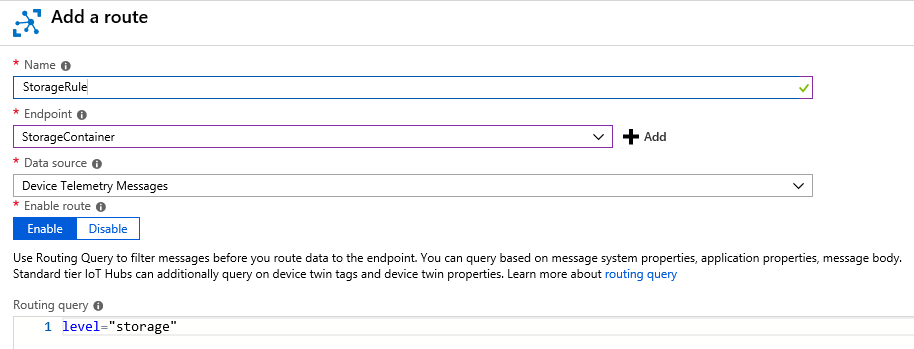 Add a route
* Name
StorageRule
* Endpoint
StorageContainer
Add
* Data source
Device Telemetry Messages
* Enable route
Enable Disable
Use Routing Query to filter messages before you route data to the endpoint. You can query based on message system properties, application properties, message body.
Standard tier IoT Hubs can additionally query on device twin tags and device twin properties. Learn more about routing query
Routing query
1 level="storage"